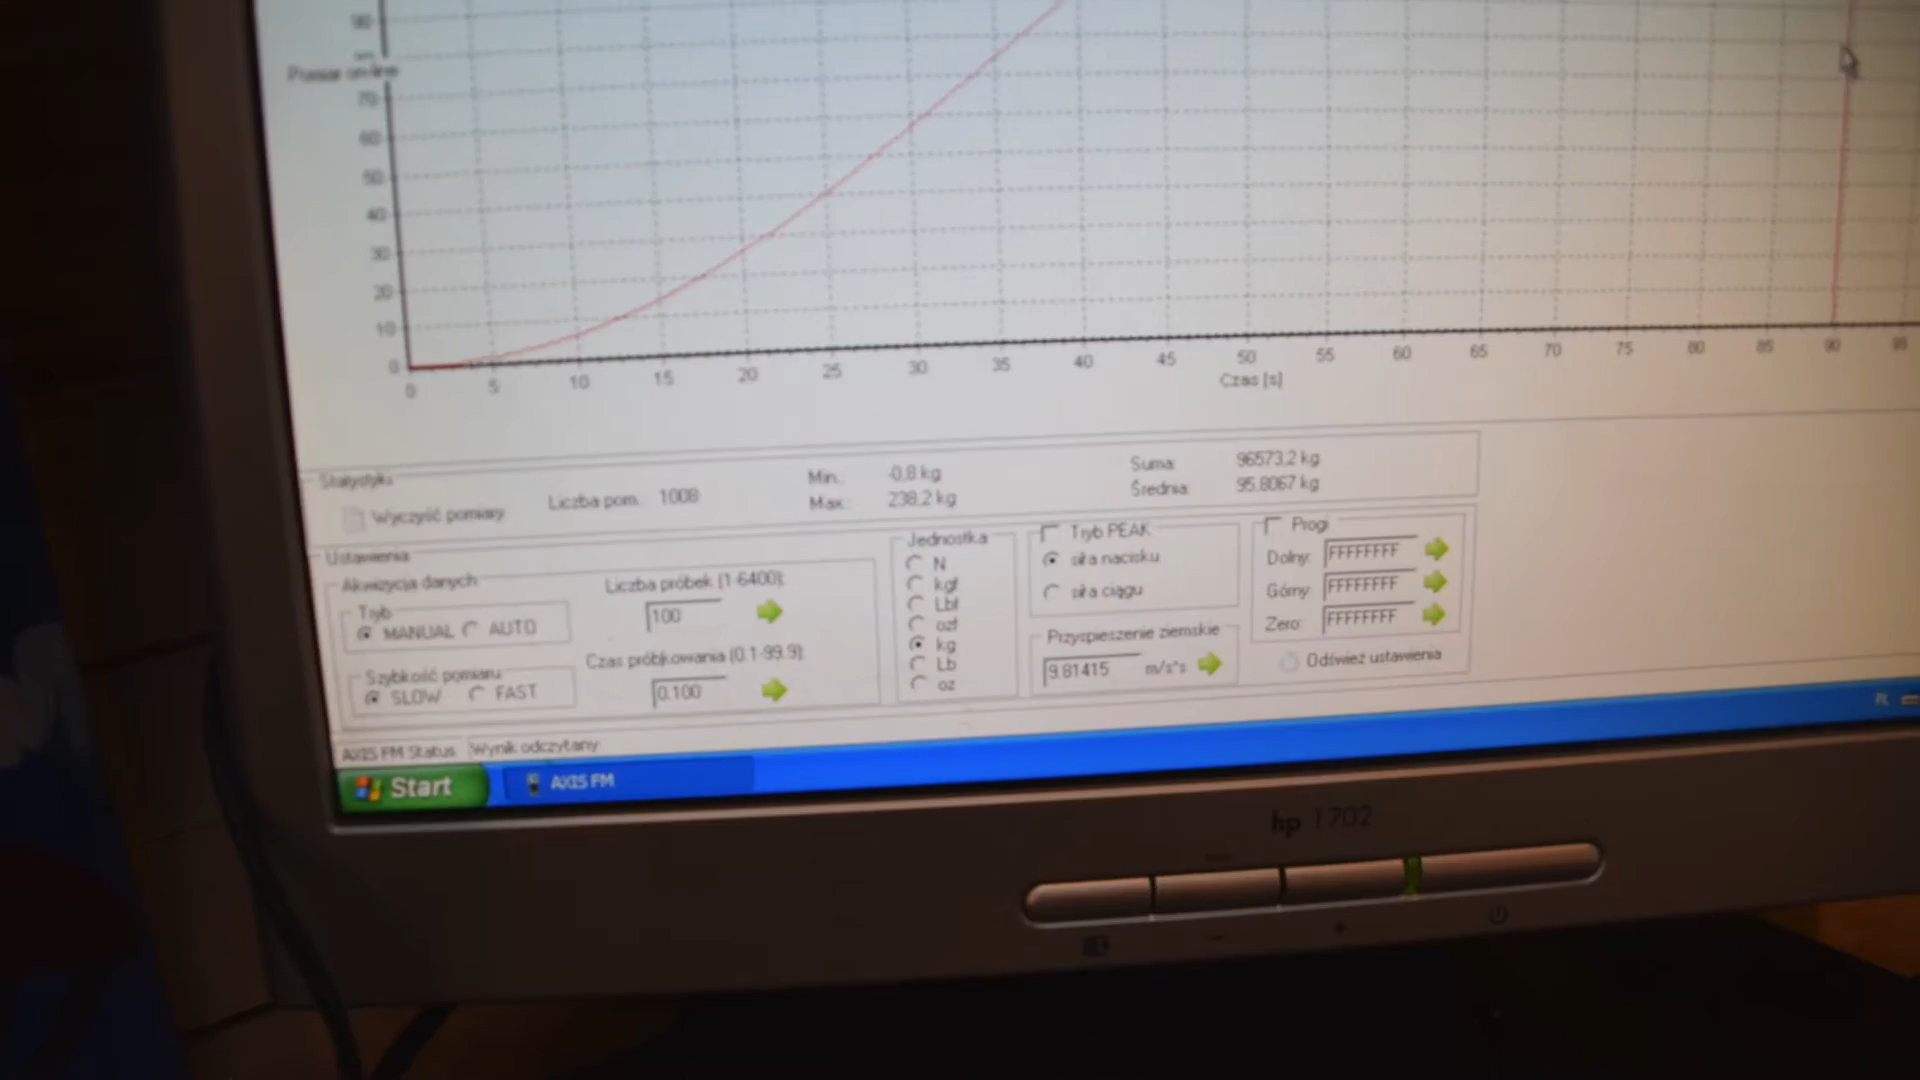 90
Pomiar on-line
70
60
50
40
30
20
10
0
0 5 10 15 20 25 30 35 40 45 50 55 60 65 70 75 80 85 90 95
Czas [s]
Statystyki
Wyczyść pomiary
Liczba pom.: 1008
Min.: -0,8 kg
Max.: 238,2 kg
Suma: 96573,2 kg
Średnia: 95,8067 kg
Ustawienia
Akwizycja danych
Tryb
MANUAL AUTO
Szybkość pomiaru
SLOW FAST
Liczba próbek (1-6400):
100
Czas próbkowania (0.1-99.9):
0.100
Jednostka
N
kgf
Lbf
ozf
kg
Lb
oz
Tryb PEAK
siła nacisku
siła ciągu
Przyspieszenie ziemskie
9.81415 m/s*s
Progi
Dolny: FFFFFFFF
Górny: FFFFFFFF
Zero: FFFFFFFF
Odśwież ustawienia
AXIS FM Status Wynik odczytany
Start
AXIS FM
PL
hp 1702